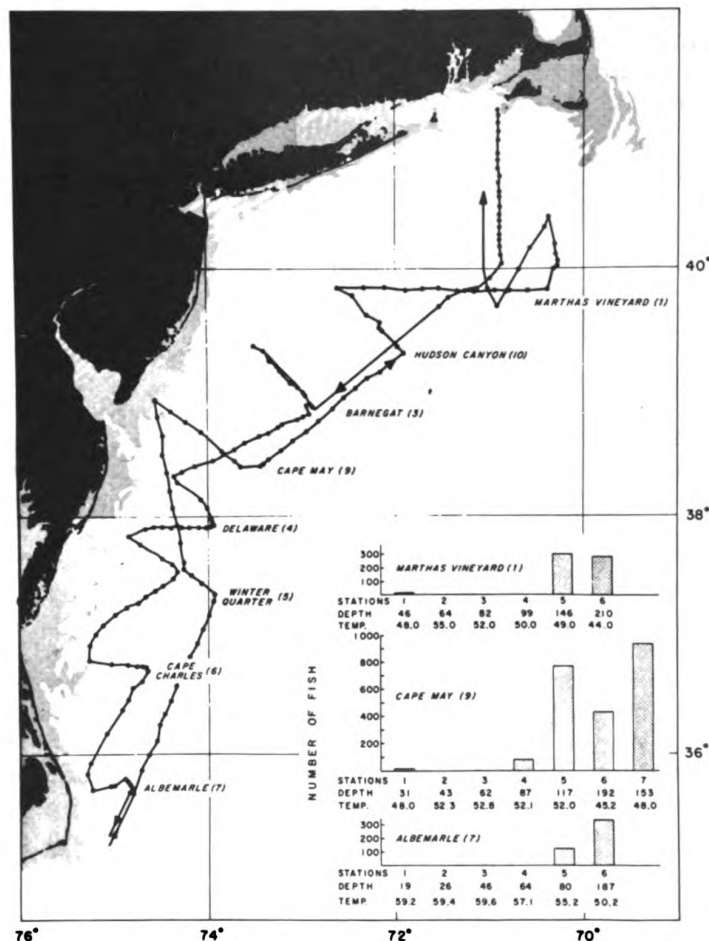 40°
MARTHAS VINEYARD (1)
HUDSON CANYON (10)
BARNEGAT (3)
CAPE MAY (9)
38°
DELAWARE (4)
WINTER
QUARTER (5)
CAPE
CHARLES (6)
36°
ALBEMARLE (7)
NUMBER OF FISH
300
200
100
MARTHAS VINEYARD (1)
STATIONS 1 2 3 4 5 6
DEPTH 46 64 82 99 146 210
TEMP. 48.0 55.0 52.0 50.0 49.0 44.0
1000
800
600
400
200
CAPE MAY (9)
STATIONS 1 2 3 4 5 6 7
DEPTH 31 43 62 87 117 192 153
TEMP. 48.0 52.3 52.8 52.1 52.0 45.2 48.0
300
200
100
ALBEMARLE (7)
STATIONS 1 2 3 4 5 6
DEPTH 19 26 46 64 80 187
TEMP. 59.2 59.4 59.6 57.1 55.2 50.2
76° 74° 72° 70°